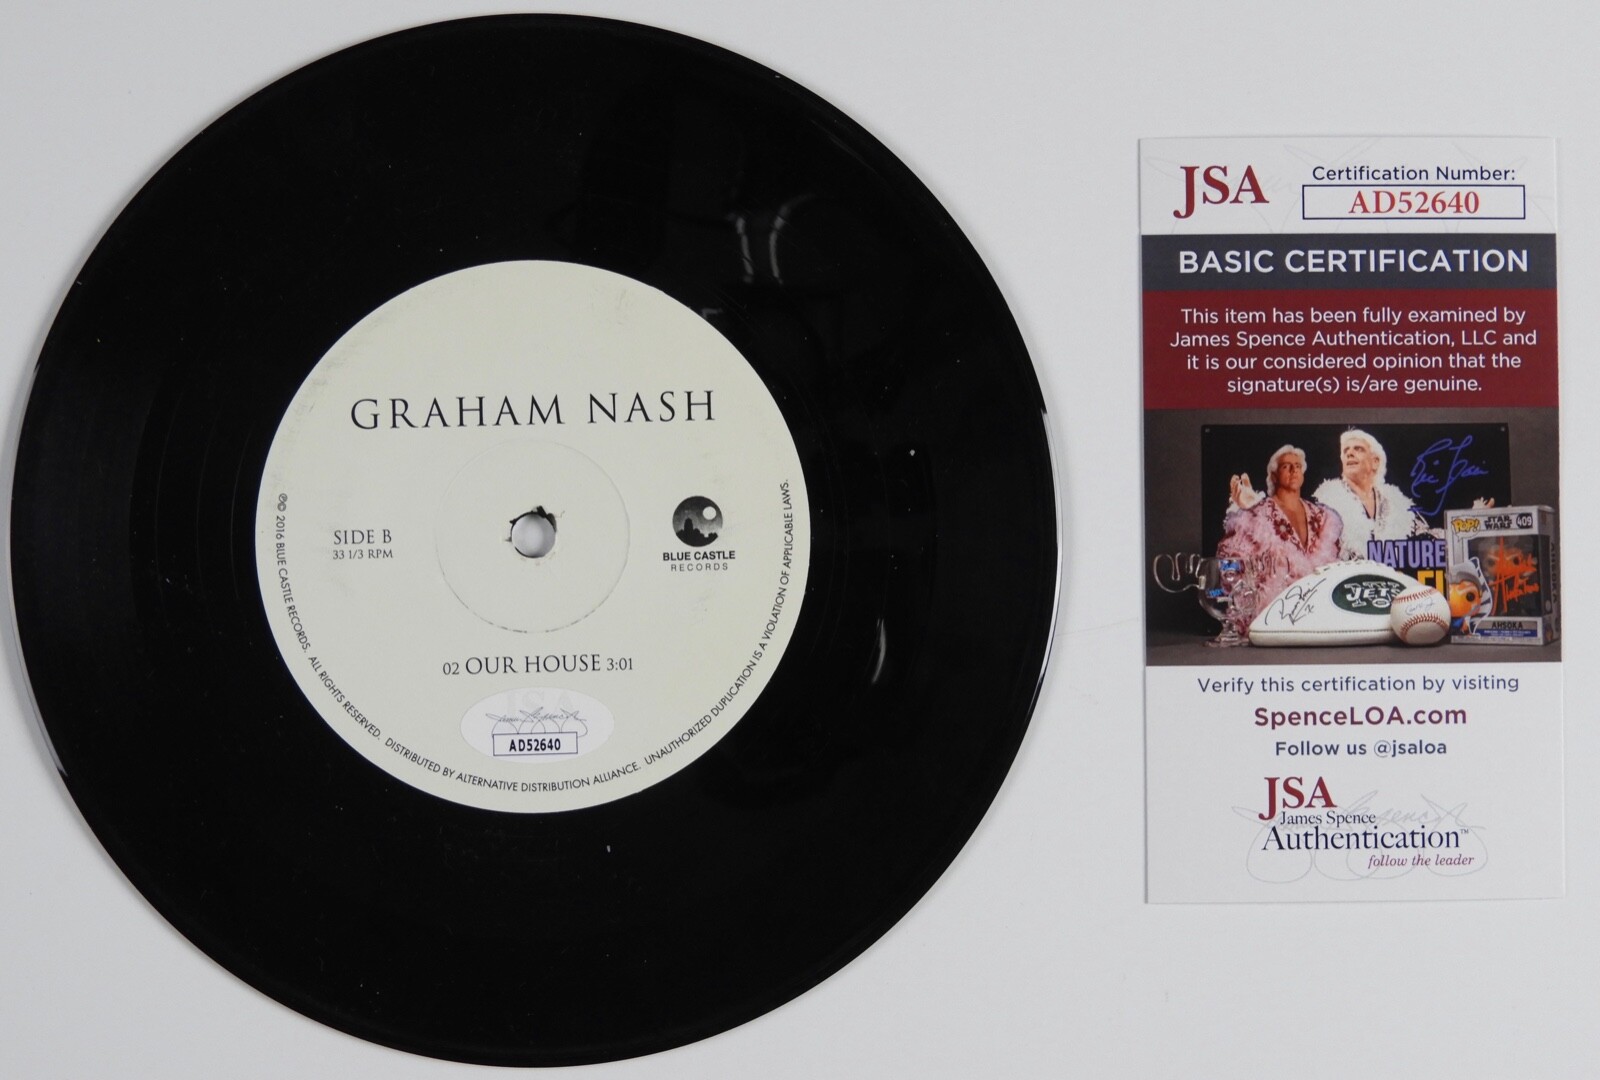 GRAHAM NASH
SIDE B
33 1/3 RPM
BLUE CASTLE
RECORDS
02 OUR HOUSE 3:01
AD52640
℗© 2016 BLUE CASTLE RECORDS. ALL RIGHTS RESERVED. DISTRIBUTED BY ALTERNATIVE DISTRIBUTION ALLIANCE. UNAUTHORIZED DUPLICATION IS A VIOLATION OF APPLICABLE LAWS.
JSA
Certification Number:
AD52640
BASIC CERTIFICATION
This item has been fully examined by
James Spence Authentication, LLC and
it is our considered opinion that the
signature(s) is/are genuine.
POP! STAR WARS 409
NATURE
JETS
AHSOKA
Verify this certification by visiting
SpenceLOA.com
Follow us @jsaloa
JSA
James Spence
Authentication™
follow the leader